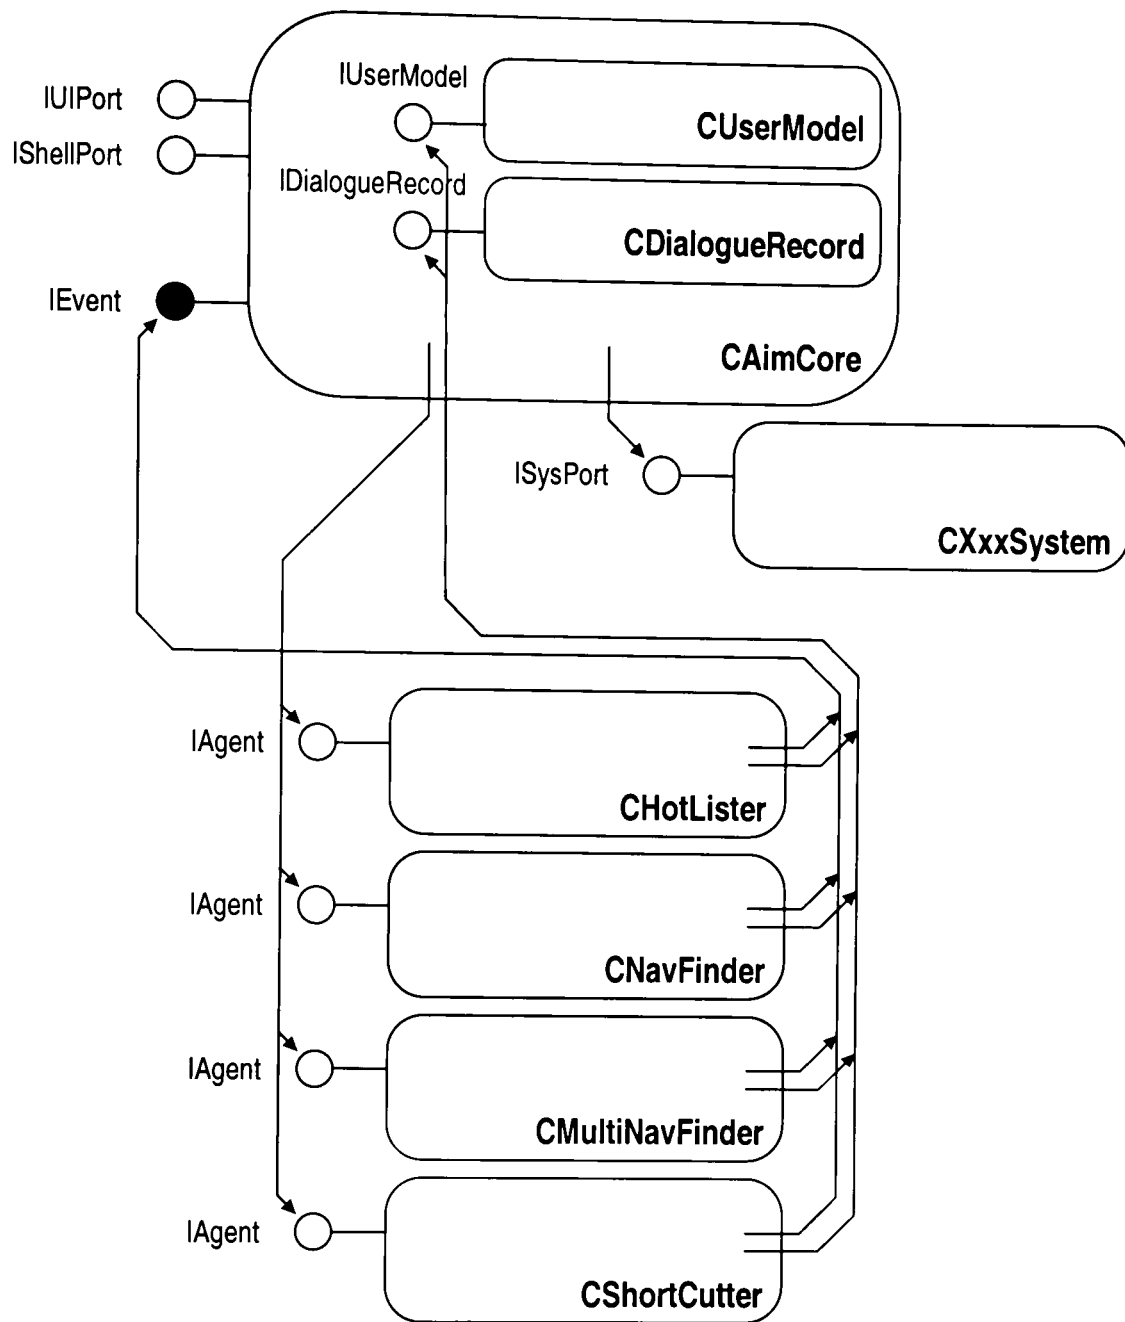 IUserModel
IUIPort
CUserModel
IShellPort
IDialogueRecord
CDialogueRecord
IEvent
CAimCore
ISysPort
CXxxSystem
IAgent
CHotLister
IAgent
CNavFinder
IAgent
CMultiNavFinder
IAgent
CShortCutter